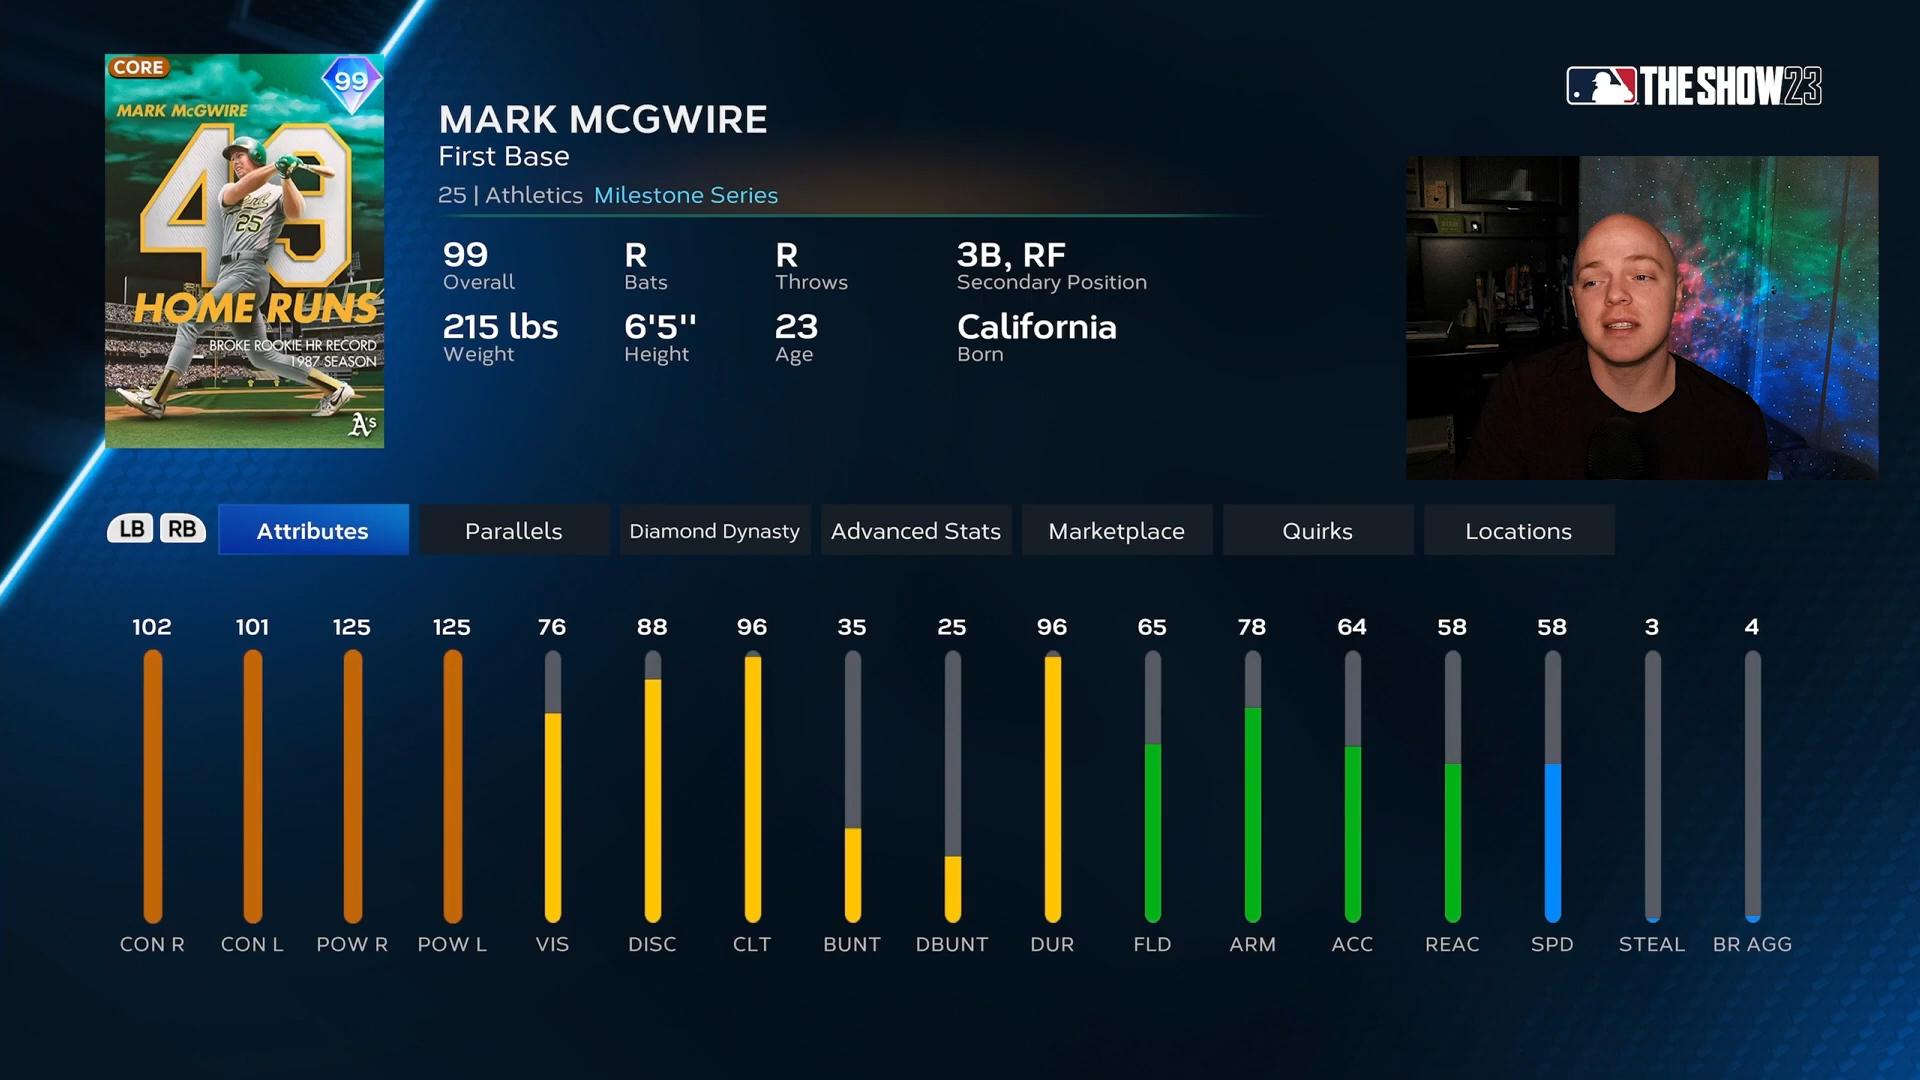 CORE
99
MARK McGWIRE
49
25
HOME RUNS
BROKE ROOKIE HR RECORD
1987 SEASON
A's
MARK MCGWIRE
First Base
25 | Athletics Milestone Series
99 R R 3B, RF
Overall Bats Throws Secondary Position
215 lbs 6'5'' 23 California
Weight Height Age Born
THE SHOW 23
LB RB Attributes Parallels Diamond Dynasty Advanced Stats Marketplace Quirks Locations
102 101 125 125 76 88 96 35 25 96 65 78 64 58 58 3 4
CON R CON L POW R POW L VIS DISC CLT BUNT DBUNT DUR FLD ARM ACC REAC SPD STEAL BR AGG